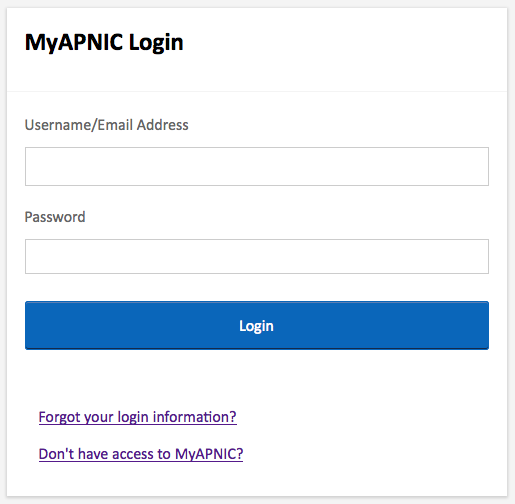 MyAPNIC Login
Username/Email Address
Password
Login
Forgot your login information?
Don't have access to MyAPNIC?